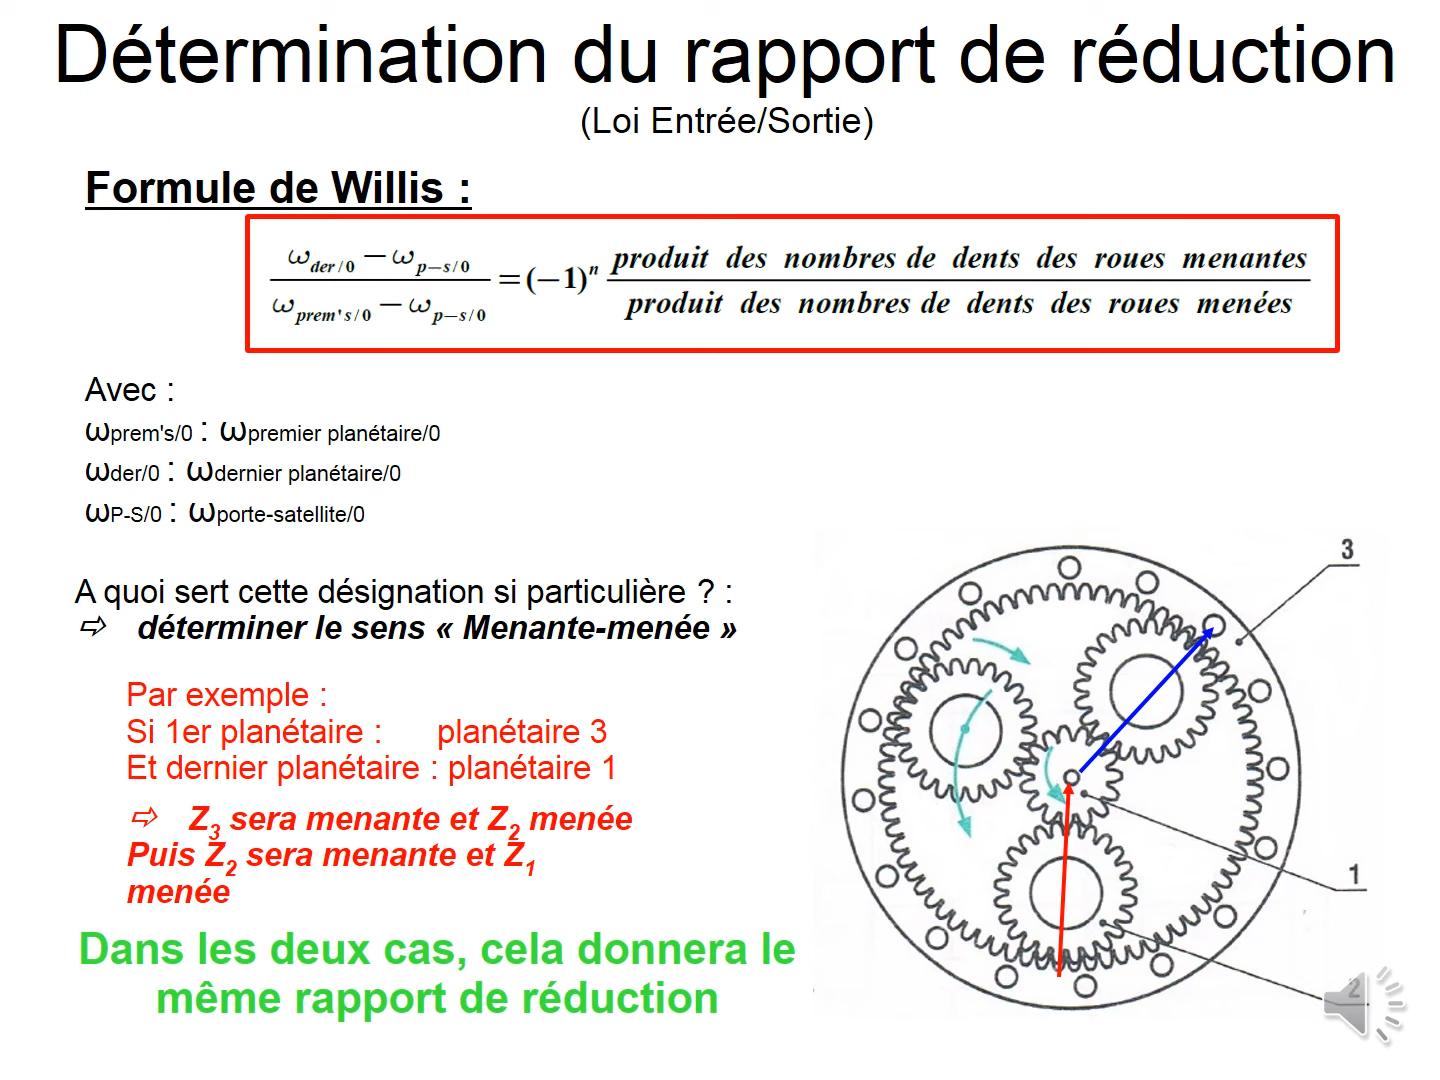 Détermination du rapport de réduction
(Loi Entrée/Sortie)
Formule de Willis :
ω der/0 − ω p−s/0
ω prem's/0 − ω p−s/0
= (−1)ⁿ
produit des nombres de dents des roues menantes
produit des nombres de dents des roues menées
Avec :
ωprem's/0 : ωpremier planétaire/0
ωder/0 : ωdernier planétaire/0
ωP-S/0 : ωporte-satellite/0
A quoi sert cette désignation si particulière ? :
⇨ déterminer le sens « Menante-menée »
Par exemple :
Si 1er planétaire : planétaire 3
Et dernier planétaire : planétaire 1
⇨ Z3 sera menante et Z2 menée
Puis Z2 sera menante et Z1
menée
Dans les deux cas, cela donnera le
même rapport de réduction
3
1
2